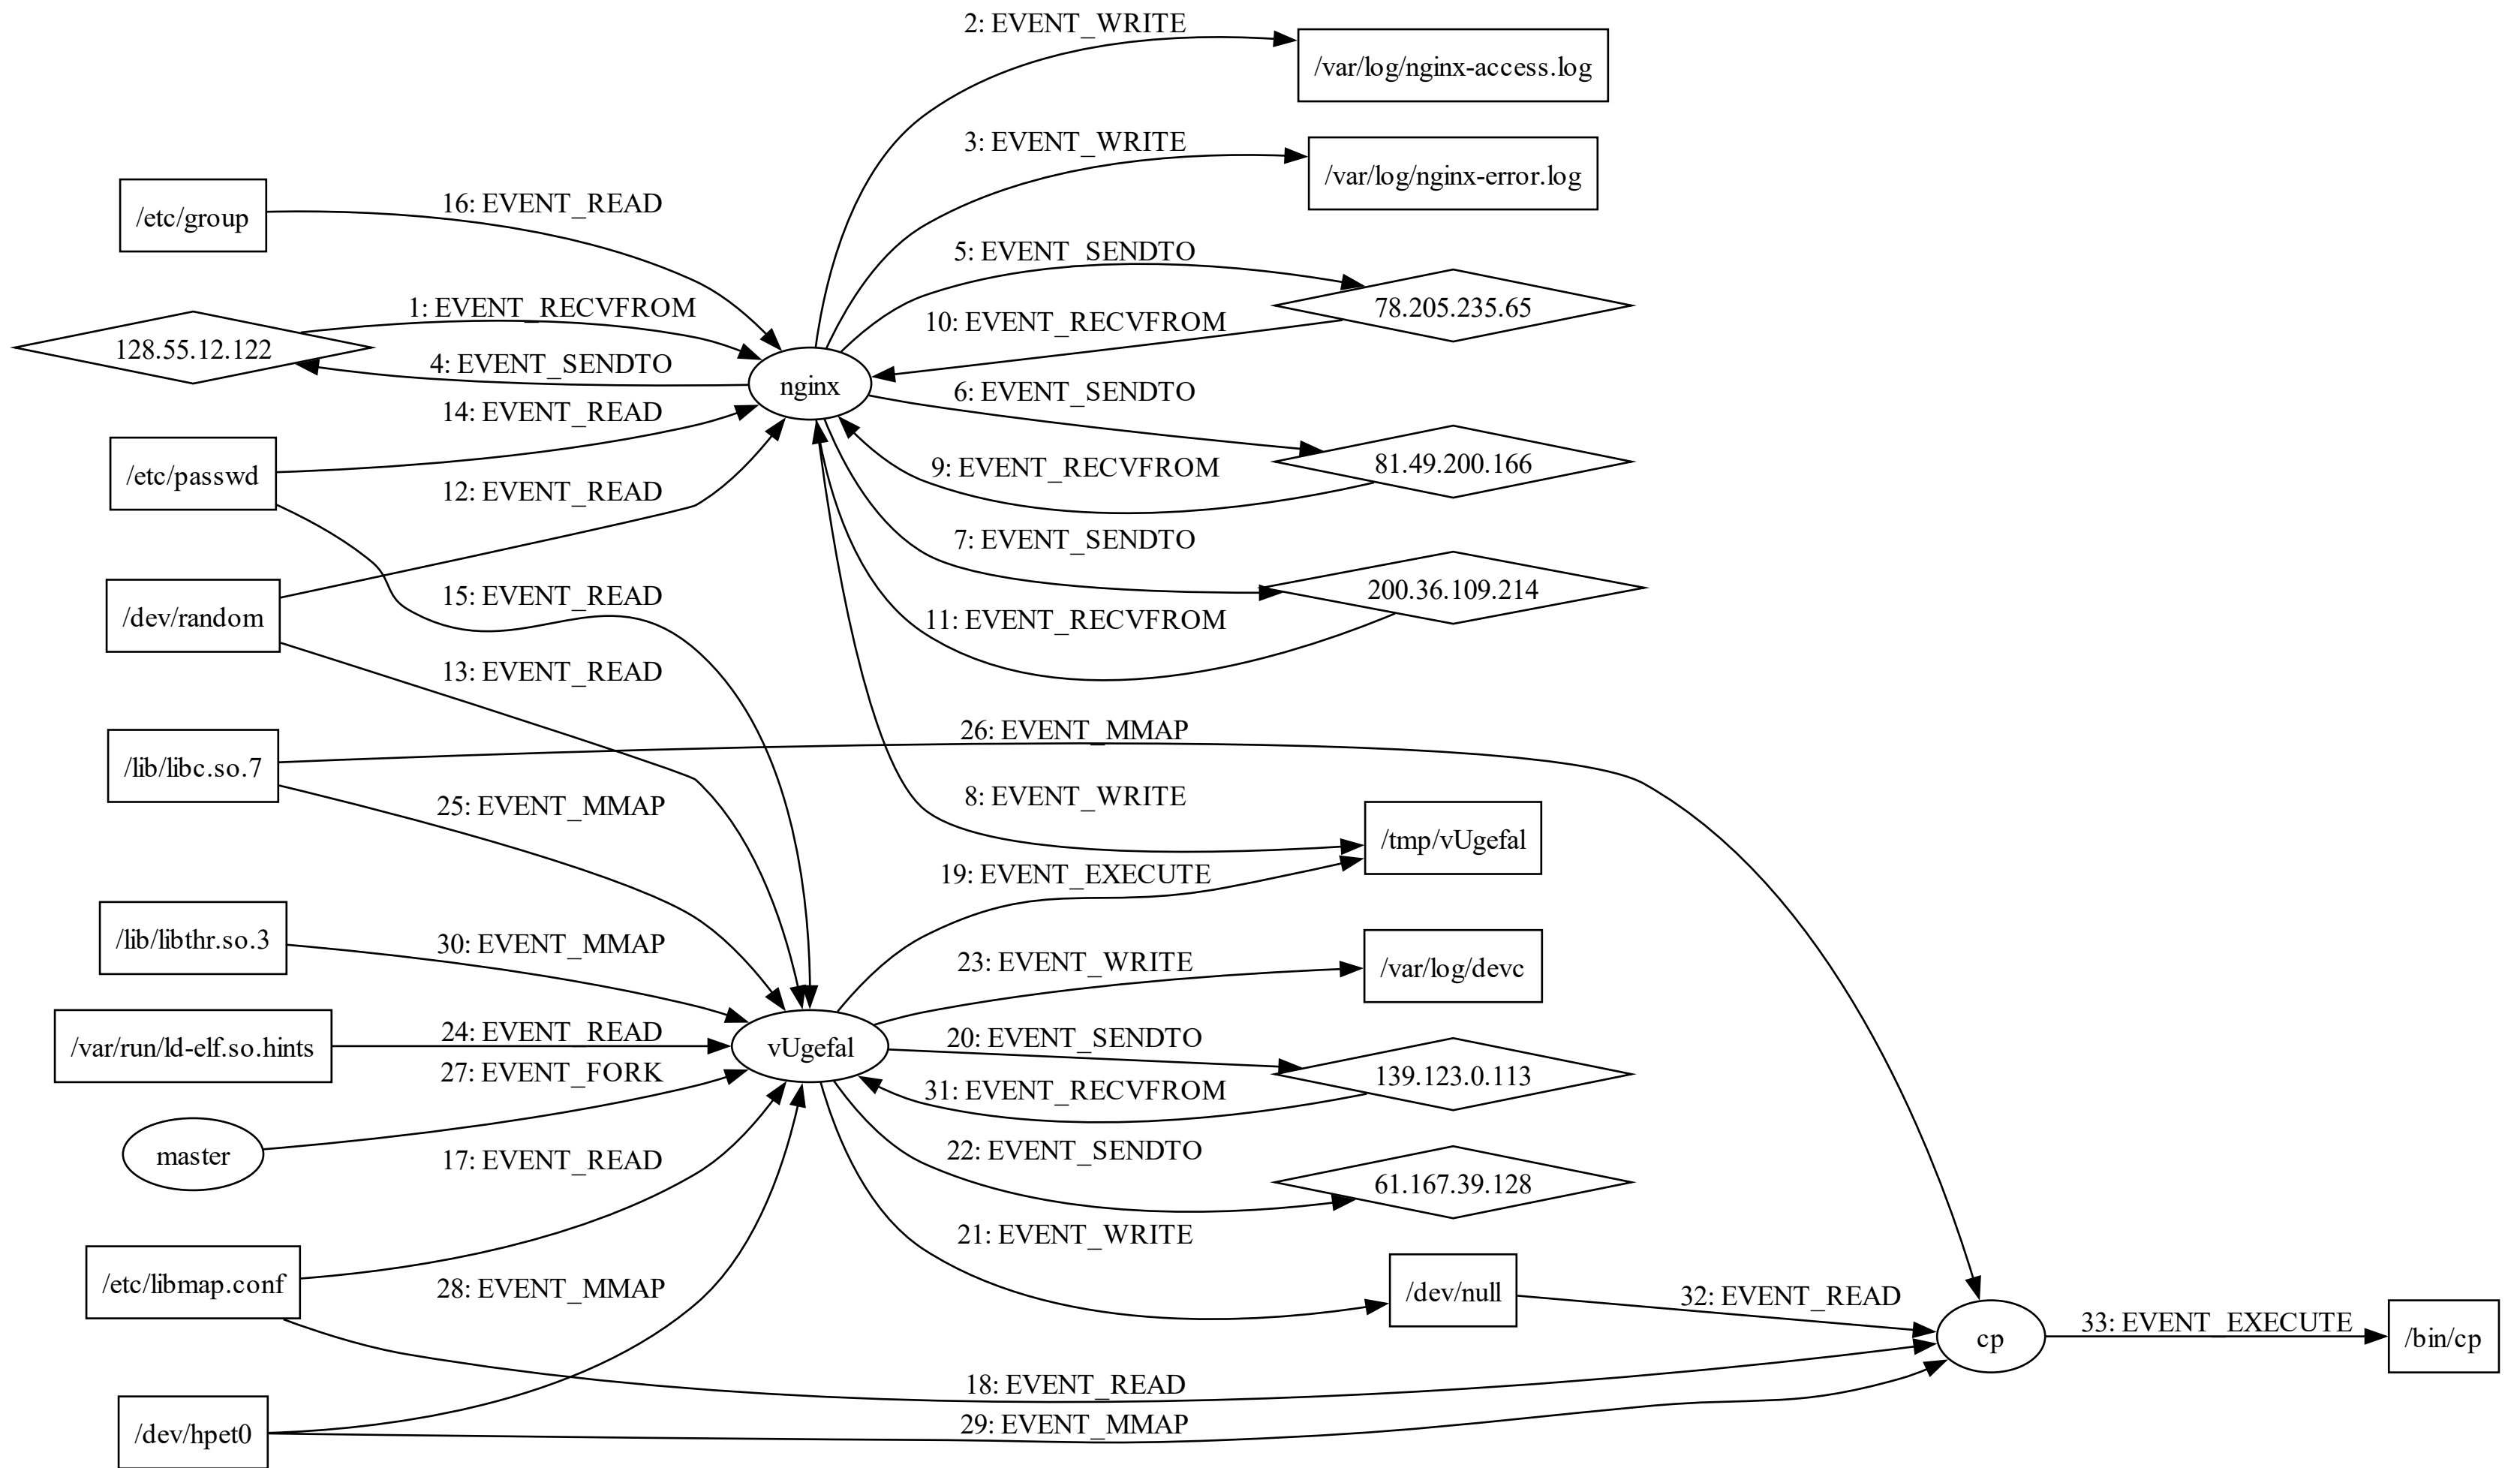 2: EVENT_WRITE
/var/log/nginx-access.log
3: EVENT_WRITE
/var/log/nginx-error.log
16: EVENT_READ
/etc/group
5: EVENT_SENDTO
78.205.235.65
1: EVENT_RECVFROM
10: EVENT_RECVFROM
128.55.12.122
4: EVENT_SENDTO
nginx
6: EVENT_SENDTO
14: EVENT_READ
81.49.200.166
9: EVENT_RECVFROM
/etc/passwd
12: EVENT_READ
7: EVENT_SENDTO
200.36.109.214
15: EVENT_READ
/dev/random
11: EVENT_RECVFROM
13: EVENT_READ
26: EVENT_MMAP
/lib/libc.so.7
25: EVENT_MMAP
8: EVENT_WRITE
/tmp/vUgefal
19: EVENT_EXECUTE
/lib/libthr.so.3
30: EVENT_MMAP
23: EVENT_WRITE
/var/log/devc
/var/run/ld-elf.so.hints
24: EVENT_READ
vUgefal
20: EVENT_SENDTO
139.123.0.113
27: EVENT_FORK
31: EVENT_RECVFROM
master
17: EVENT_READ
22: EVENT_SENDTO
61.167.39.128
21: EVENT_WRITE
/etc/libmap.conf
28: EVENT_MMAP
/dev/null
32: EVENT_READ
cp
33: EVENT_EXECUTE
/bin/cp
18: EVENT_READ
/dev/hpet0
29: EVENT_MMAP